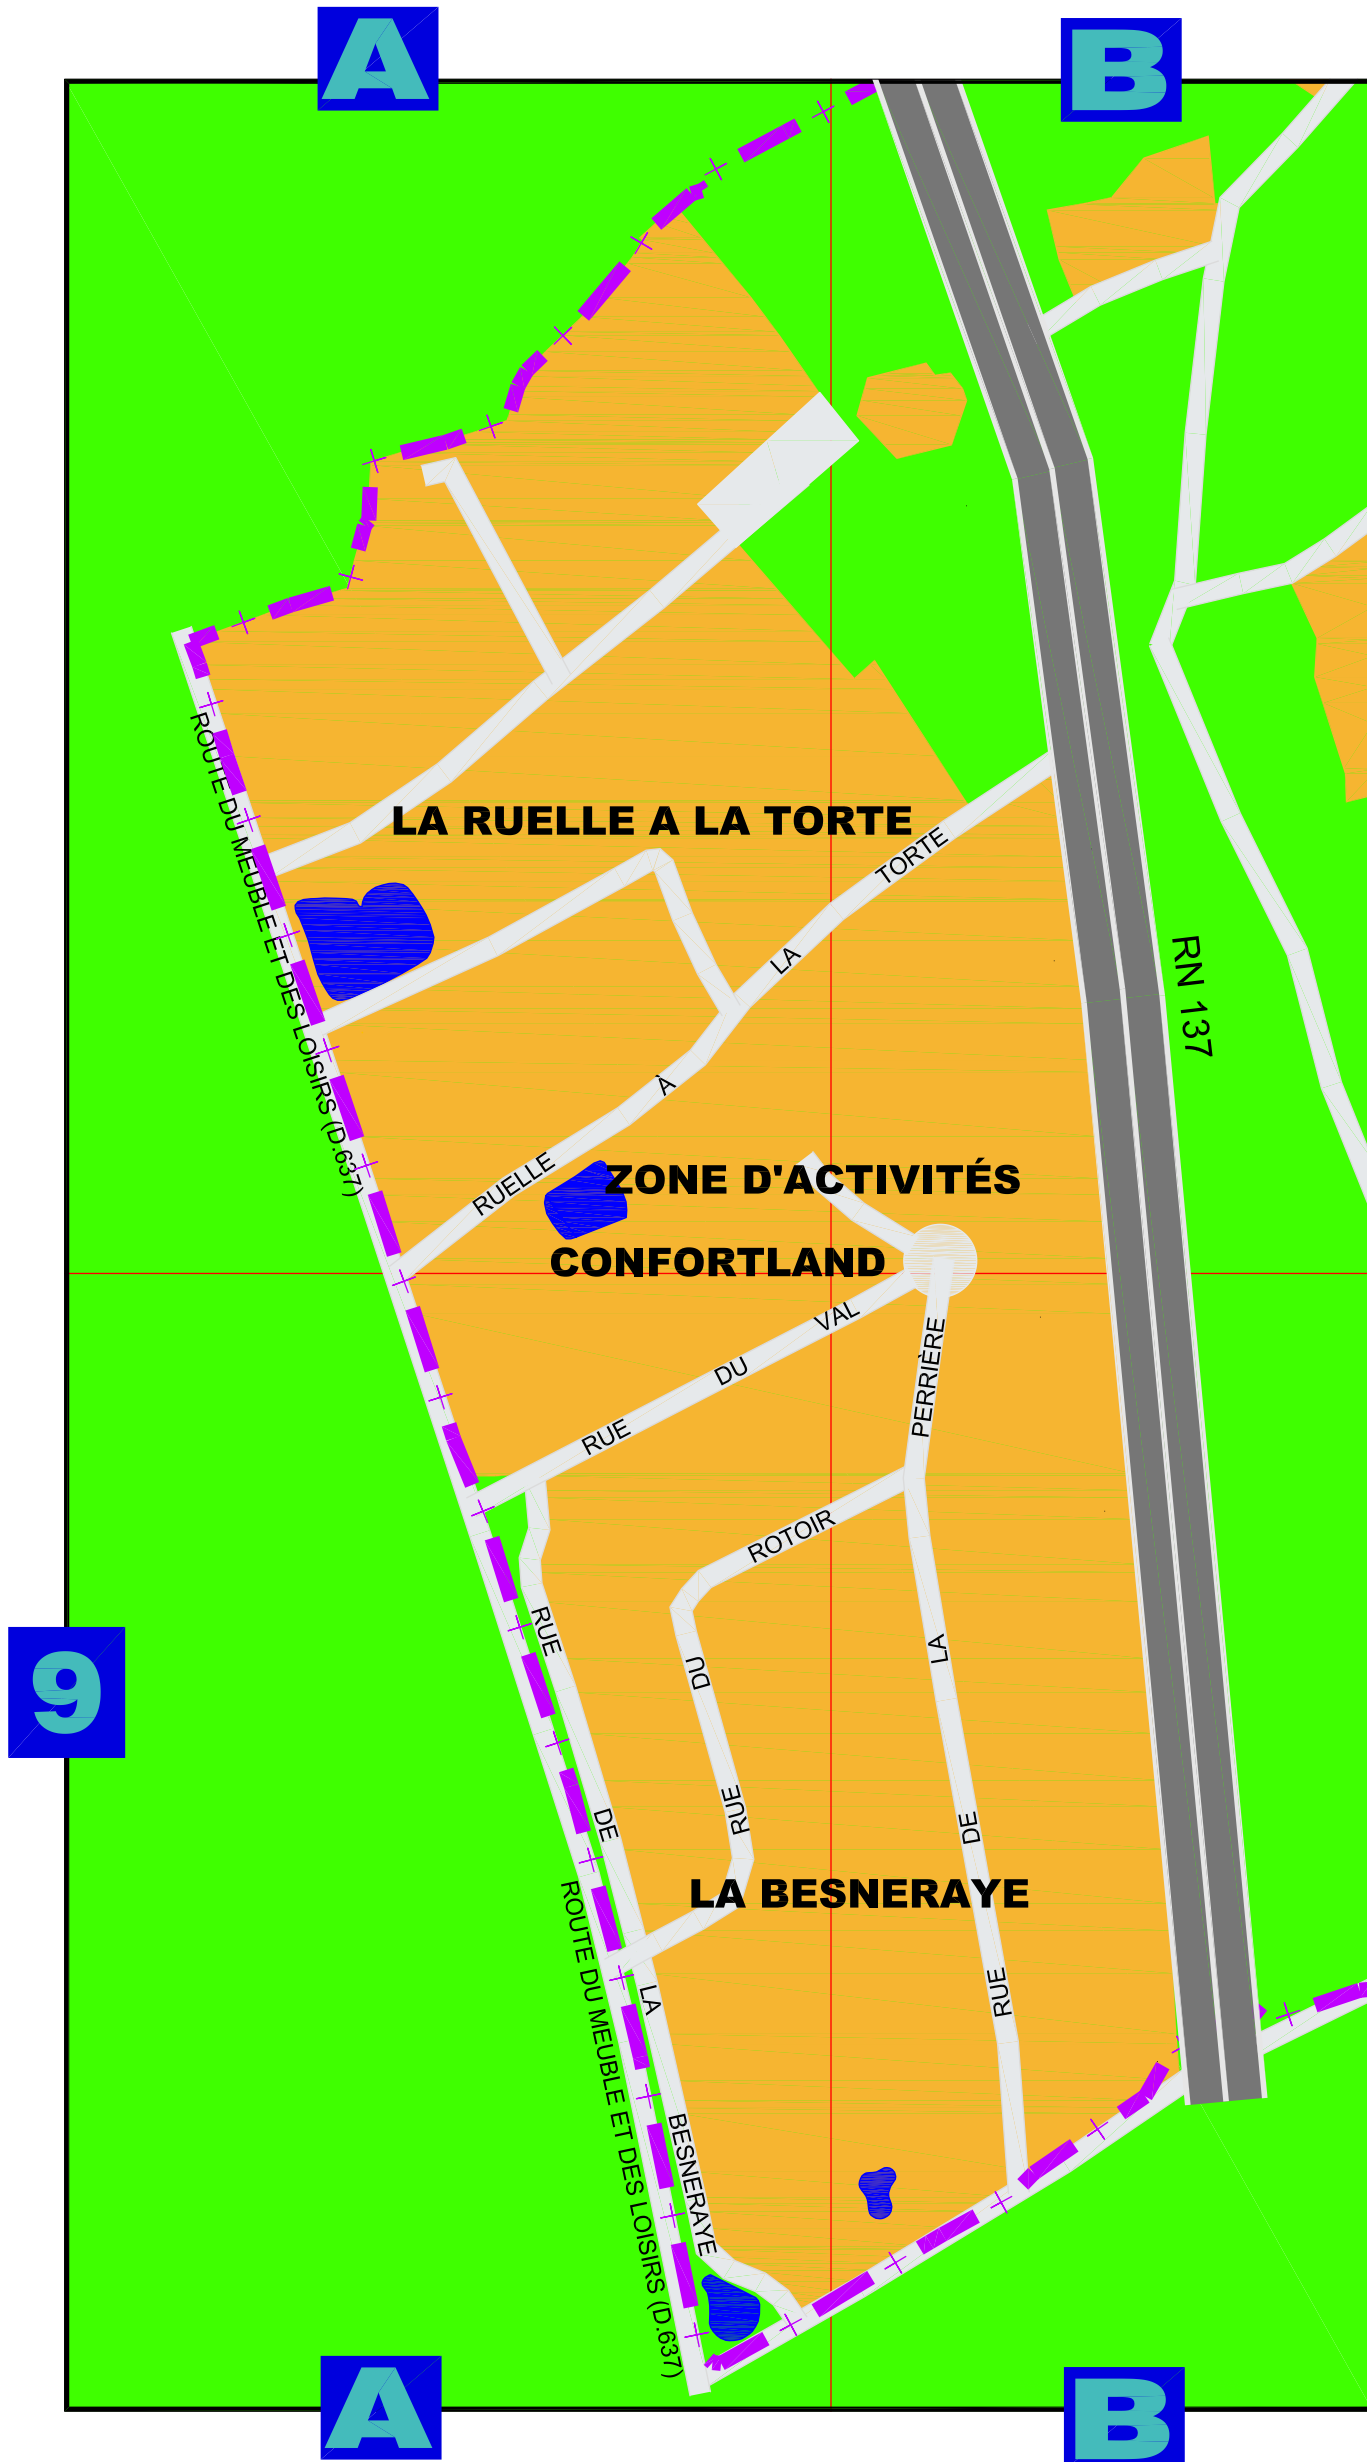 A
B
ROUTE DU MEUBLE ET DES LOISIRS (D.637)
LA RUELLE A LA TORTE
RUELLE À LA TORTE
RN 137
ZONE D'ACTIVITÉS
CONFORTLAND
RUE DU VAL
RUE DE LA PERRIÈRE
RUE DU ROTOIR
9
RUE DE LA BESNERAYE
LA BESNERAYE
ROUTE DU MEUBLE ET DES LOISIRS (D.637)
A
B